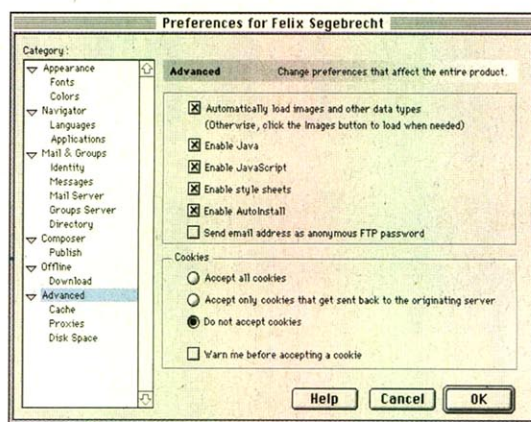 Preferences for Felix Segebrecht
Category:
Appearance
Fonts
Colors
Navigator
Languages
Applications
Mail & Groups
Identity
Messages
Mail Server
Groups Server
Directory
Composer
Publish
Offline
Download
Advanced
Cache
Proxies
Disk Space
Advanced
Change preferences that affect the entire product.
Automatically load images and other data types
(Otherwise, click the Images button to load when needed)
Enable Java
Enable JavaScript
Enable style sheets
Enable AutoInstall
Send email address as anonymous FTP password
Cookies
Accept all cookies
Accept only cookies that get sent back to the originating server
Do not accept cookies
Warn me before accepting a cookie
Help
Cancel
OK